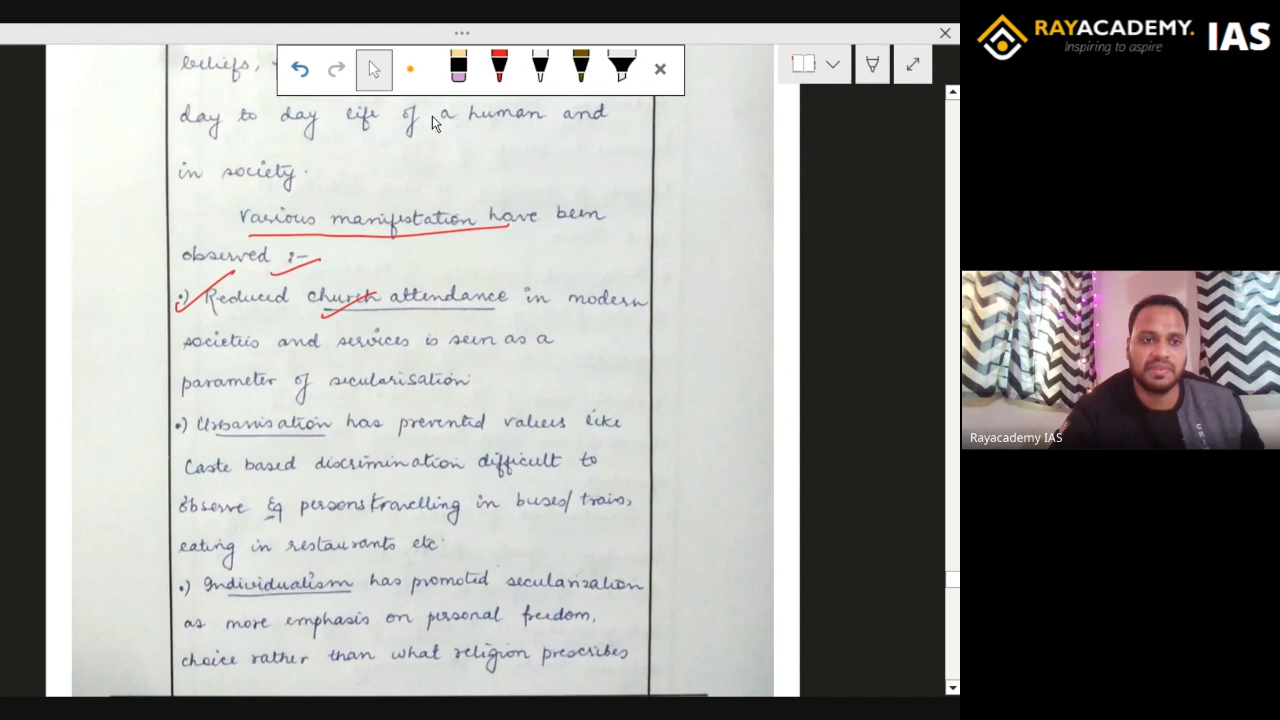 RAYACADEMY. IAS
Inspiring to aspire
beliefs,
day to day life of a human and
in society.
Various manifestation have been
observed :-
•) Reduced church attendance in modern
societies and services is seen as a
parameter of secularisation
•) Urbanisation has prevented values like
Caste based discrimination difficult to
observe Eg persons travelling in buses/trains,
eating in restaurants etc.
•) Individualism has promoted secularization
as more emphasis on personal freedom,
choice rather than what religion prescribes
Rayacademy IAS